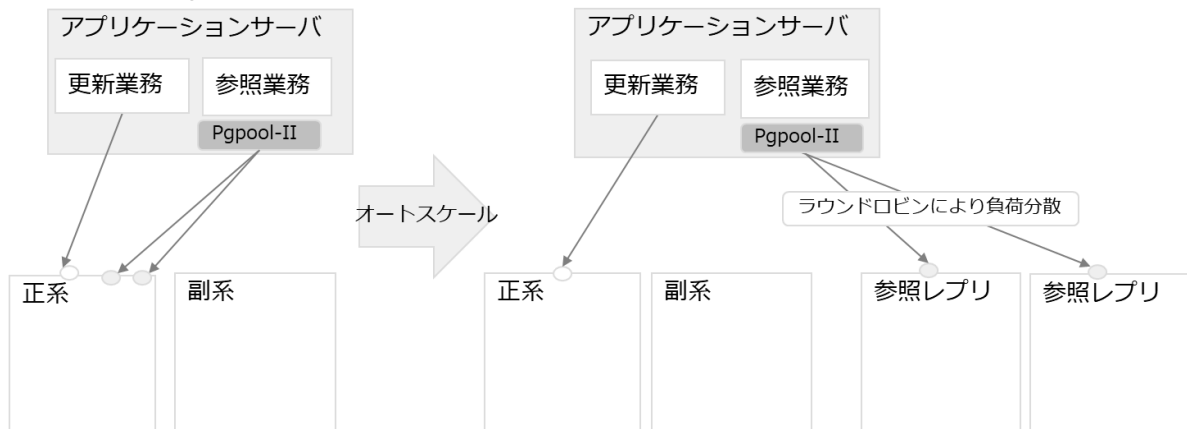 アプリケーションサーバ
更新業務
参照業務
Pgpool-II
正系
副系
オートスケール
アプリケーションサーバ
更新業務
参照業務
Pgpool-II
ラウンドロビンにより負荷分散
正系
副系
参照レプリ
参照レプリ